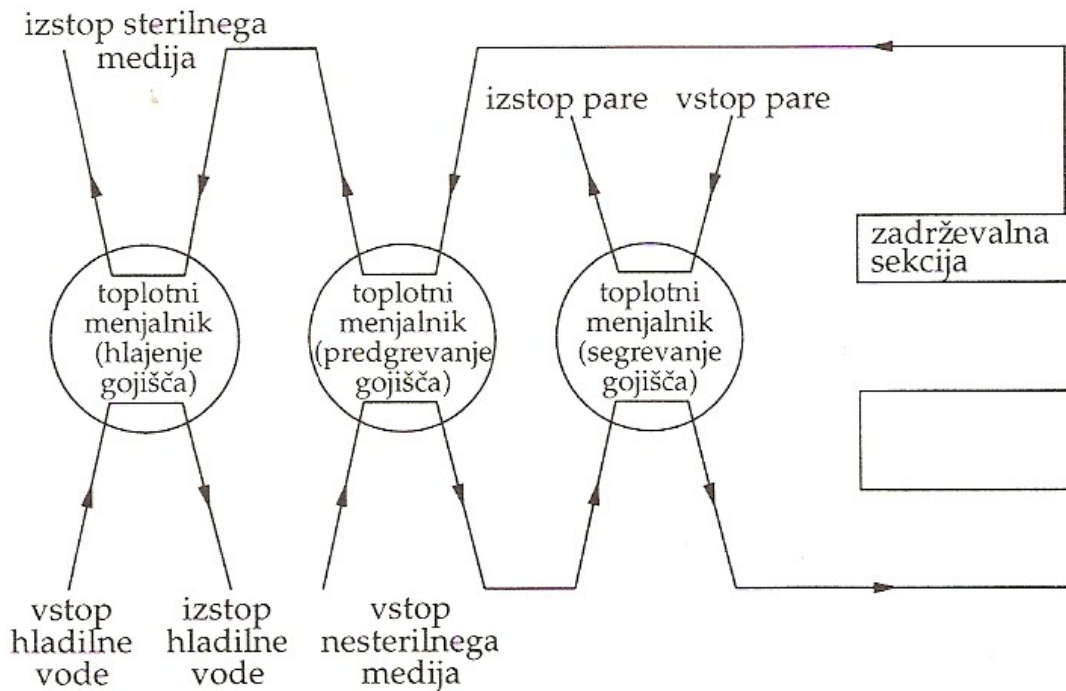 izstop sterilnega
medija
izstop pare
vstop pare
zadrževalna
sekcija
toplotni
menjalnik
(hlajenje
gojišča)
toplotni
menjalnik
(predgrevanje
gojišča)
toplotni
menjalnik
(segrevanje
gojišča)
vstop
hladilne
vode
izstop
hladilne
vode
vstop
nesterilnega
medija